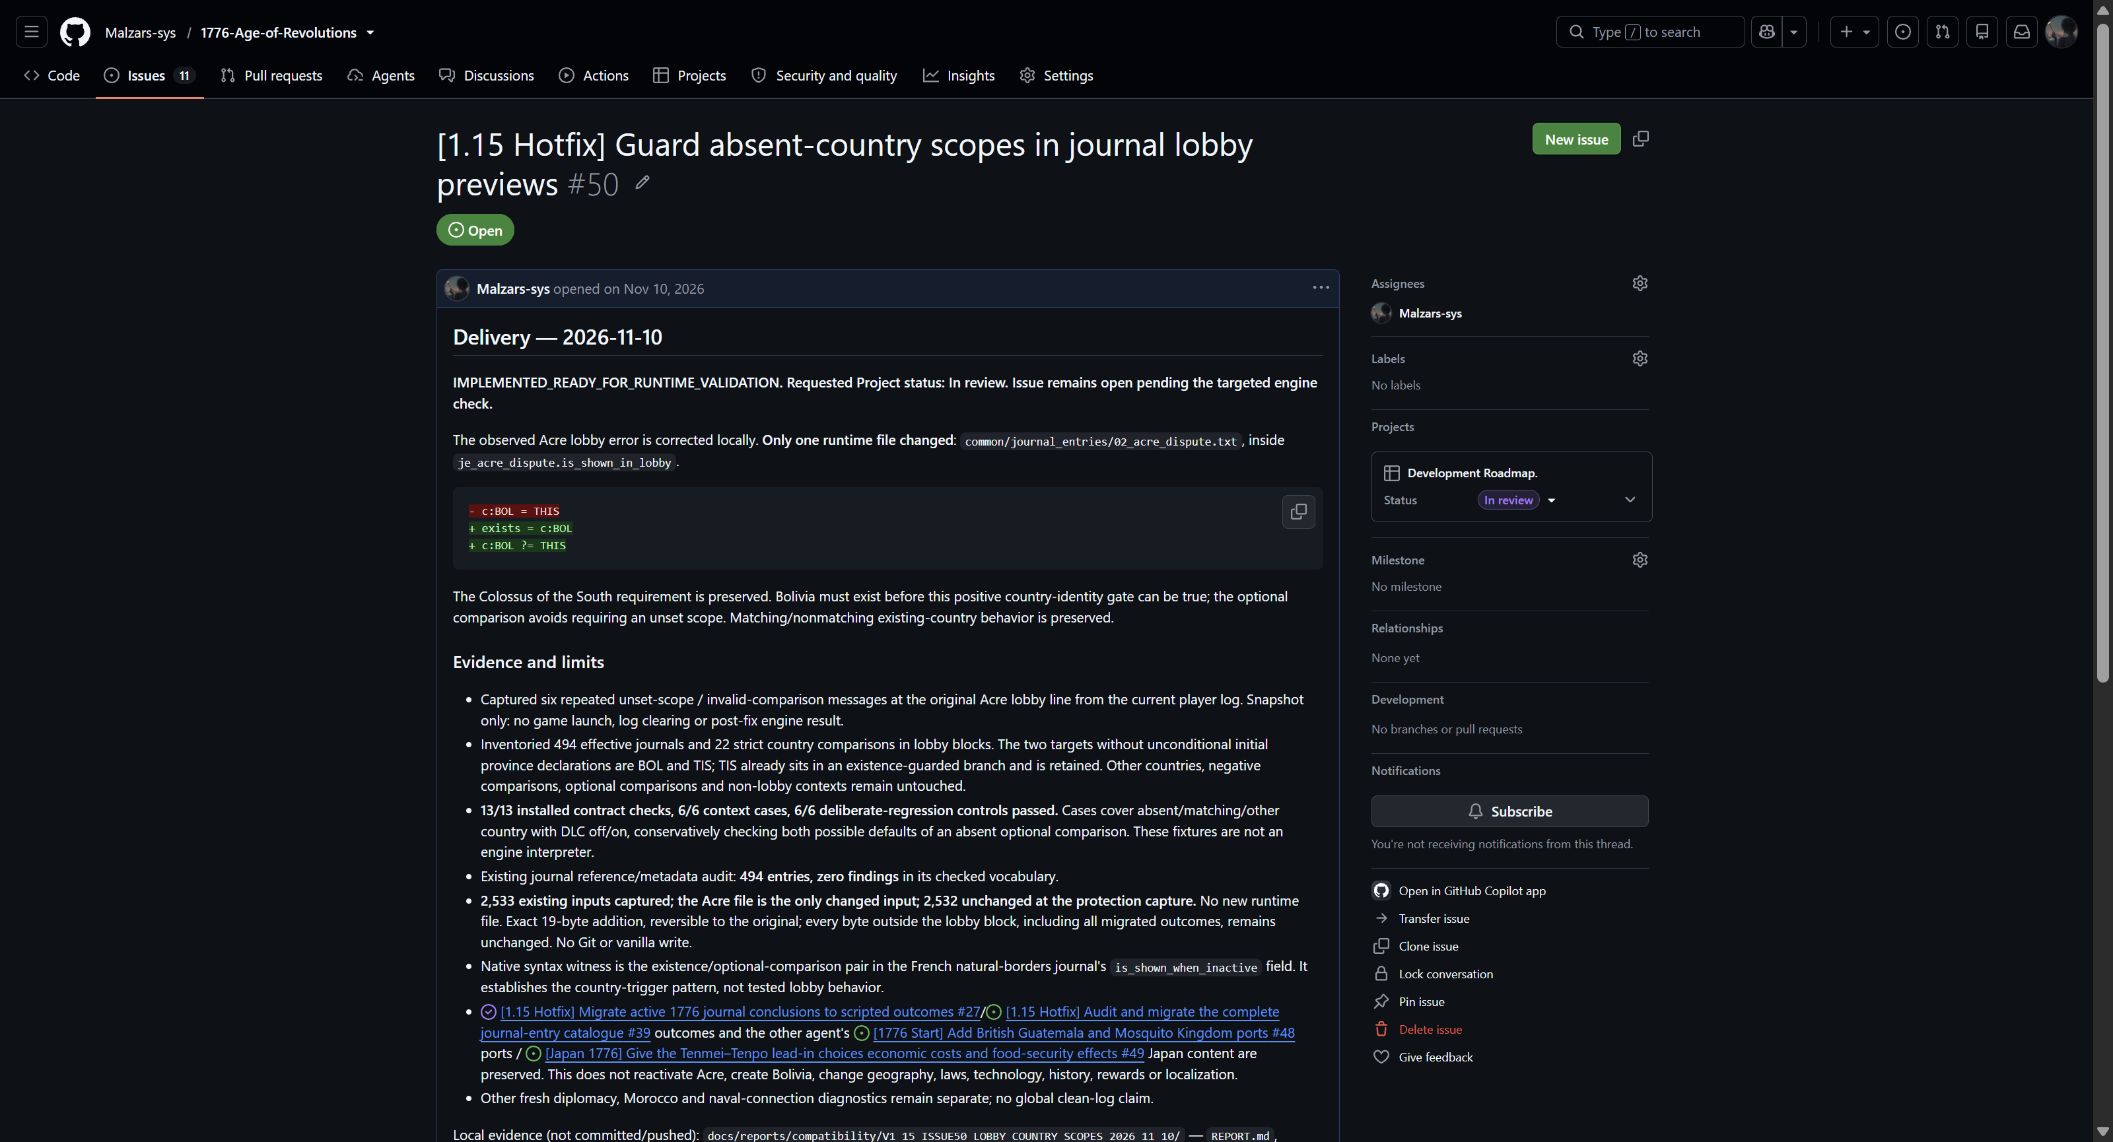 Malzars-sys / 1776-Age-of-Revolutions
Type / to search
Code
Issues 11
Pull requests
Agents
Discussions
Actions
Projects
Security and quality
Insights
Settings
[1.15 Hotfix] Guard absent-country scopes in journal lobby
previews #50
New issue
Open
Malzars-sys opened on Nov 10, 2026
Delivery — 2026-11-10
IMPLEMENTED_READY_FOR_RUNTIME_VALIDATION. Requested Project status: In review. Issue remains open pending the targeted engine
check.
The observed Acre lobby error is corrected locally. Only one runtime file changed: common/journal_entries/02_acre_dispute.txt, inside
je_acre_dispute.is_shown_in_lobby.
- c:BOL = THIS
+ exists = c:BOL
+ c:BOL ?= THIS
The Colossus of the South requirement is preserved. Bolivia must exist before this positive country-identity gate can be true; the optional
comparison avoids requiring an unset scope. Matching/nonmatching existing-country behavior is preserved.
Evidence and limits
• Captured six repeated unset-scope / invalid-comparison messages at the original Acre lobby line from the current player log. Snapshot
only: no game launch, log clearing or post-fix engine result.
• Inventoried 494 effective journals and 22 strict country comparisons in lobby blocks. The two targets without unconditional initial
province declarations are BOL and TIS; TIS already sits in an existence-guarded branch and is retained. Other countries, negative
comparisons, optional comparisons and non-lobby contexts remain untouched.
• 13/13 installed contract checks, 6/6 context cases, 6/6 deliberate-regression controls passed. Cases cover absent/matching/other
country with DLC off/on, conservatively checking both possible defaults of an absent optional comparison. These fixtures are not an
engine interpreter.
• Existing journal reference/metadata audit: 494 entries, zero findings in its checked vocabulary.
• 2,533 existing inputs captured; the Acre file is the only changed input; 2,532 unchanged at the protection capture. No new runtime
file. Exact 19-byte addition, reversible to the original; every byte outside the lobby block, including all migrated outcomes, remains
unchanged. No Git or vanilla write.
• Native syntax witness is the existence/optional-comparison pair in the French natural-borders journal's is_shown_when_inactive field. It
establishes the country-trigger pattern, not tested lobby behavior.
• [1.15 Hotfix] Migrate active 1776 journal conclusions to scripted outcomes #27/ [1.15 Hotfix] Audit and migrate the complete
journal-entry catalogue #39 outcomes and the other agent's [1776 Start] Add British Guatemala and Mosquito Kingdom ports #48
ports / [Japan 1776] Give the Tenmei–Tenpo lead-in choices economic costs and food-security effects #49 Japan content are
preserved. This does not reactivate Acre, create Bolivia, change geography, laws, technology, history, rewards or localization.
• Other fresh diplomacy, Morocco and naval-connection diagnostics remain separate; no global clean-log claim.
Local evidence (not committed/pushed): docs/reports/compatibility/V1_15_ISSUE50_LOBBY_COUNTRY_SCOPES_2026_11_10/ — REPORT.md,
Assignees
Malzars-sys
Labels
No labels
Projects
Development Roadmap.
Status In review
Milestone
No milestone
Relationships
None yet
Development
No branches or pull requests
Notifications
Subscribe
You're not receiving notifications from this thread.
Open in GitHub Copilot app
Transfer issue
Clone issue
Lock conversation
Pin issue
Delete issue
Give feedback